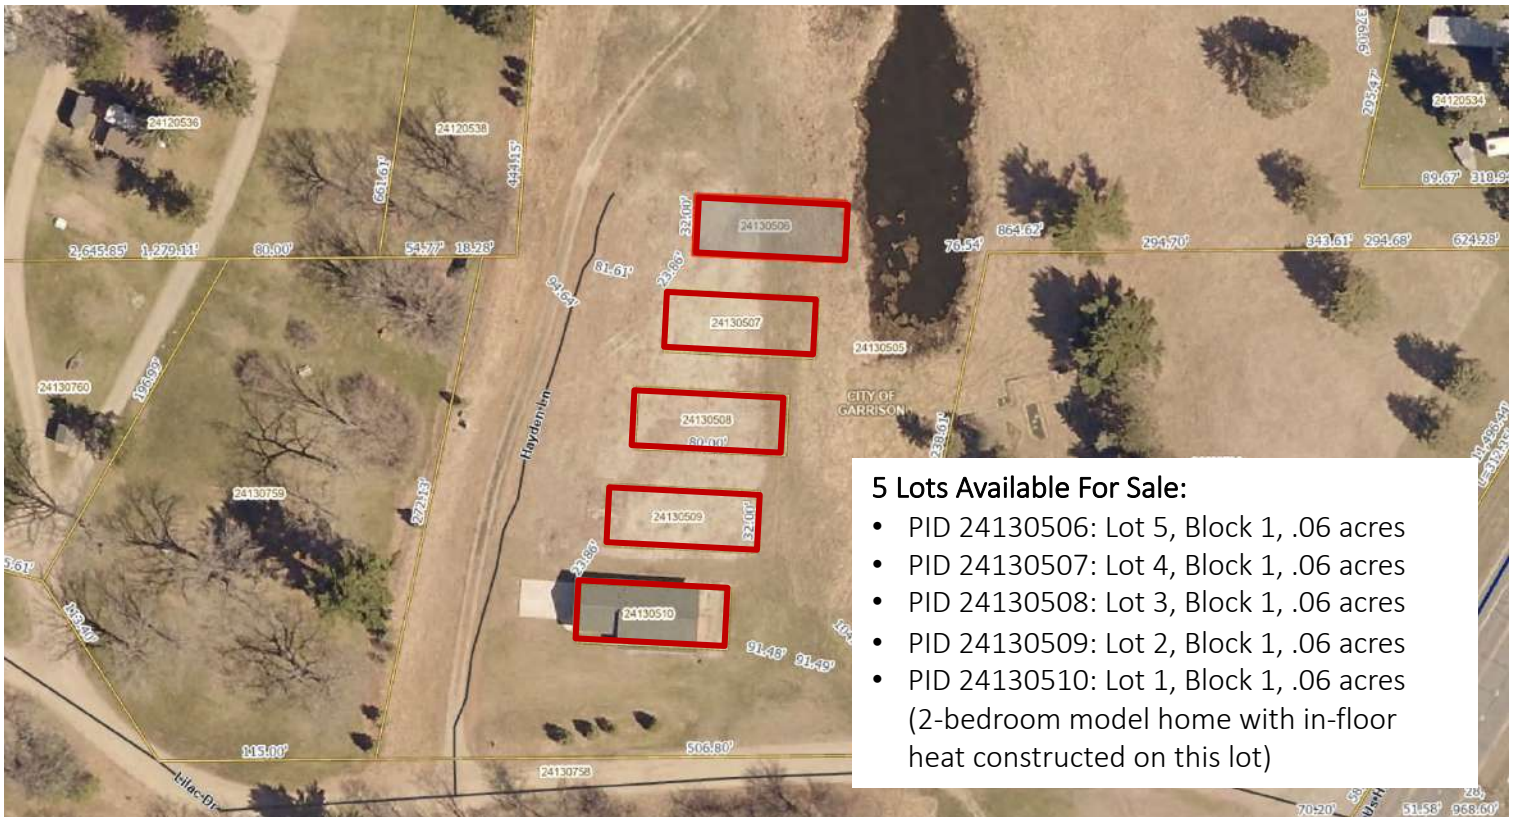 376.06'
295.47'
24120536
24120538
24120534
661.61'
444.15'
89.67'
32.00'
24130506
864.62'
2,645.85' 1,279.11' 80.00' 54.77' 18.28'
76.54' 294.70' 343.61' 294.68' 624.28'
23.86'
81.61'
94.64'
24130507
24130505
196.99'
24130760
CITY OF
GARRISON
24130508
80.00'
Hayden Ln
238.61'
24130759
272.13'
24130509
32.00'
5.61'
23.86'
113.40'
24130510
91.48' 91.49'
5 Lots Available For Sale:
• PID 24130506: Lot 5, Block 1, .06 acres
• PID 24130507: Lot 4, Block 1, .06 acres
• PID 24130508: Lot 3, Block 1, .06 acres
• PID 24130509: Lot 2, Block 1, .06 acres
• PID 24130510: Lot 1, Block 1, .06 acres
(2-bedroom model home with in-floor
heat constructed on this lot)
115.00'
506.80'
24130758
Lilac Dr
70.20'
51.58'
968.60'